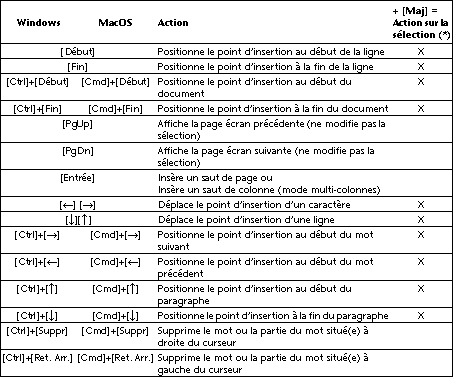 + [Maj] =
Windows MacOS Action Action sur la
sélection (*)
[Début] Positionne le point d'insertion au début de la ligne X
[Fin] Positionne le point d'insertion à la fin de la ligne X
[Ctrl]+[Début] [Cmd]+[Début] Positionne le point d'insertion au début du X
document
[Ctrl]+[Fin] [Cmd]+[Fin] Positionne le point d'insertion à la fin du document X
[PgUp] Affiche la page écran précédente (ne modifie pas la
sélection)
[PgDn] Affiche la page écran suivante (ne modifie pas la
sélection)
[Entrée] Insère un saut de page ou
Insère un saut de colonne (mode multi-colonnes)
[←] [→] Déplace le point d'insertion d'un caractère X
[↓][↑] Déplace le point d'insertion d'une ligne X
[Ctrl]+[→] [Cmd]+[→] Positionne le point d'insertion au début du mot X
suivant
[Ctrl]+[←] [Cmd]+[←] Positionne le point d'insertion au début du mot X
précédent
[Ctrl]+[↑] [Cmd]+[↑] Positionne le point d'insertion au début du X
paragraphe
[Ctrl]+[↓] [Cmd]+[↓] Positionne le point d'insertion à la fin du paragraphe X
[Ctrl]+[Suppr] [Cmd]+[Suppr] Supprime le mot ou la partie du mot situé(e) à
droite du curseur
[Ctrl]+[Ret. Arr.] [Cmd]+[Ret. Arr.] Supprime le mot ou la partie du mot situé(e) à
gauche du curseur